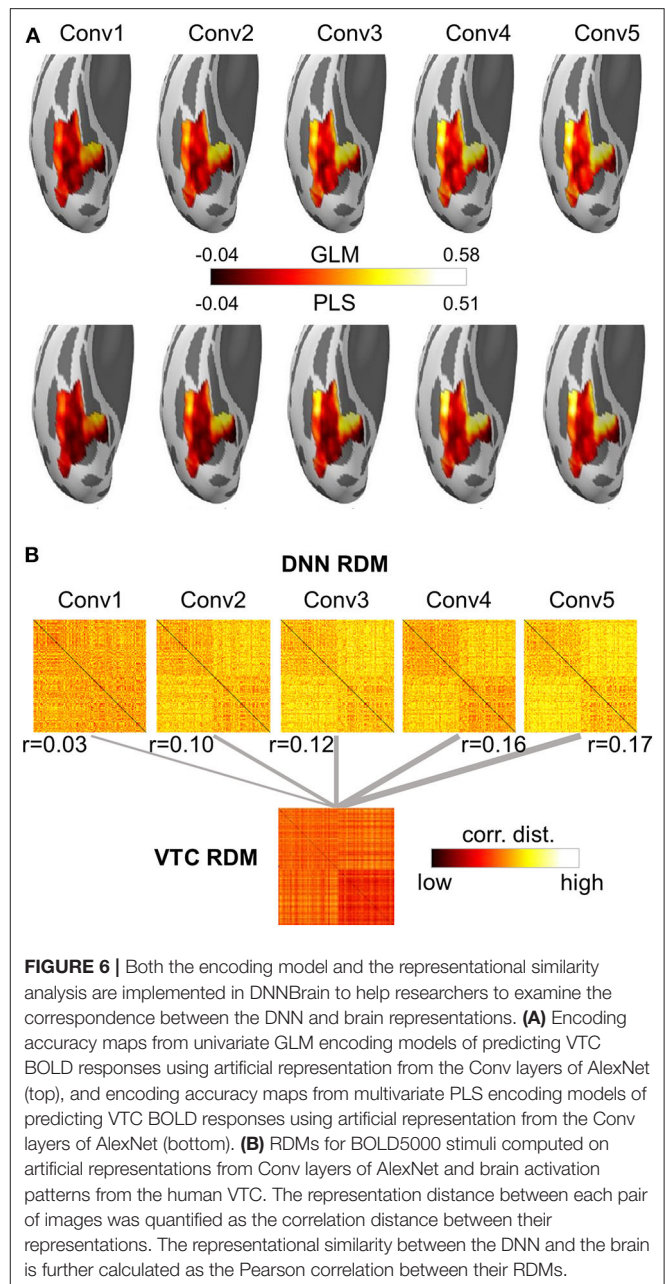 A
Conv1 Conv2 Conv3 Conv4 Conv5
-0.04 GLM 0.58
-0.04 PLS 0.51
B
DNN RDM
Conv1 Conv2 Conv3 Conv4 Conv5
r=0.03 r=0.10 r=0.12 r=0.16 r=0.17
VTC RDM
corr. dist.
low high
FIGURE 6 | Both the encoding model and the representational similarity
analysis are implemented in DNNBrain to help researchers to examine the
correspondence between the DNN and brain representations. (A) Encoding
accuracy maps from univariate GLM encoding models of predicting VTC
BOLD responses using artificial representation from the Conv layers of AlexNet
(top), and encoding accuracy maps from multivariate PLS encoding models of
predicting VTC BOLD responses using artificial representation from the Conv
layers of AlexNet (bottom). (B) RDMs for BOLD5000 stimuli computed on
artificial representations from Conv layers of AlexNet and brain activation
patterns from the human VTC. The representation distance between each pair
of images was quantified as the correlation distance between their
representations. The representational similarity between the DNN and the brain
is further calculated as the Pearson correlation between their RDMs.